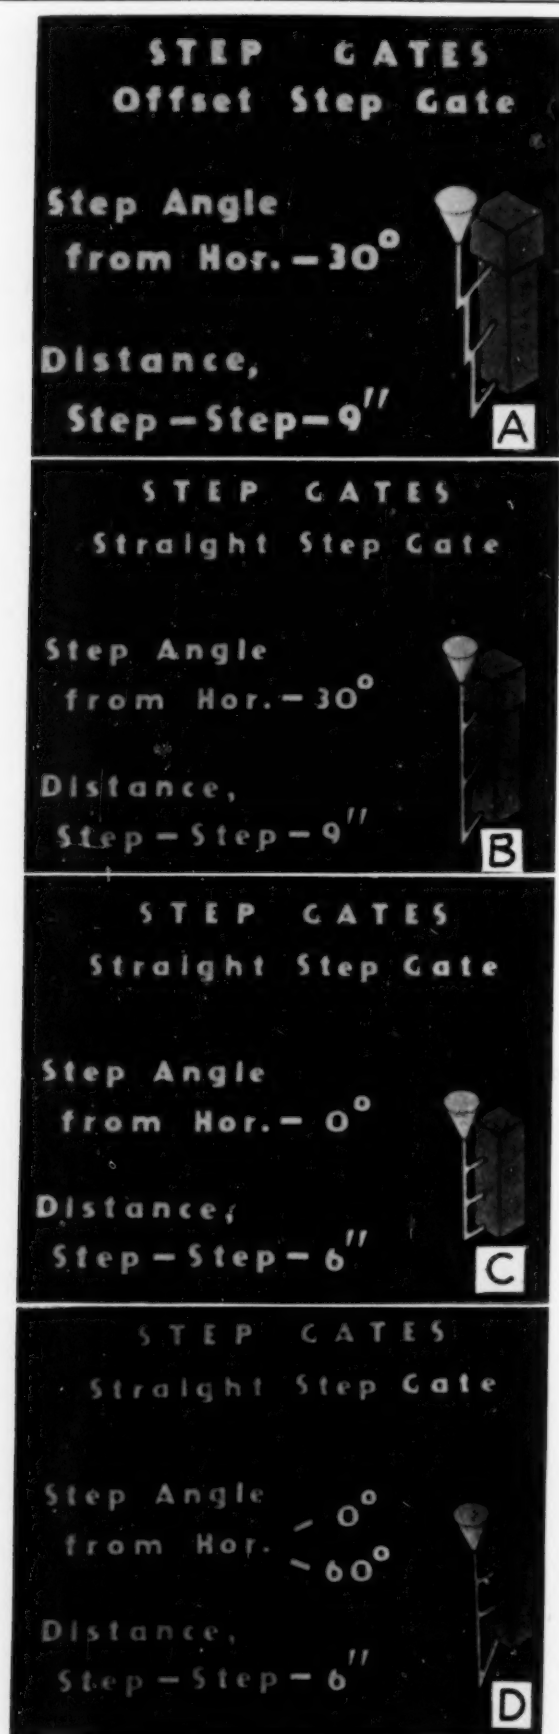 STEP GATES
Offset Step Gate
Step Angle
from Hor. – 30°
Distance,
Step – Step – 9"
A
STEP GATES
Straight Step Gate
Step Angle
from Hor. – 30°
Distance,
Step – Step – 9"
B
STEP GATES
Straight Step Gate
Step Angle
from Hor. – 0°
Distance,
Step – Step – 6"
C
STEP GATES
Straight Step Gate
Step Angle
from Hor. – 0°
– 60°
Distance,
Step – Step – 6"
D